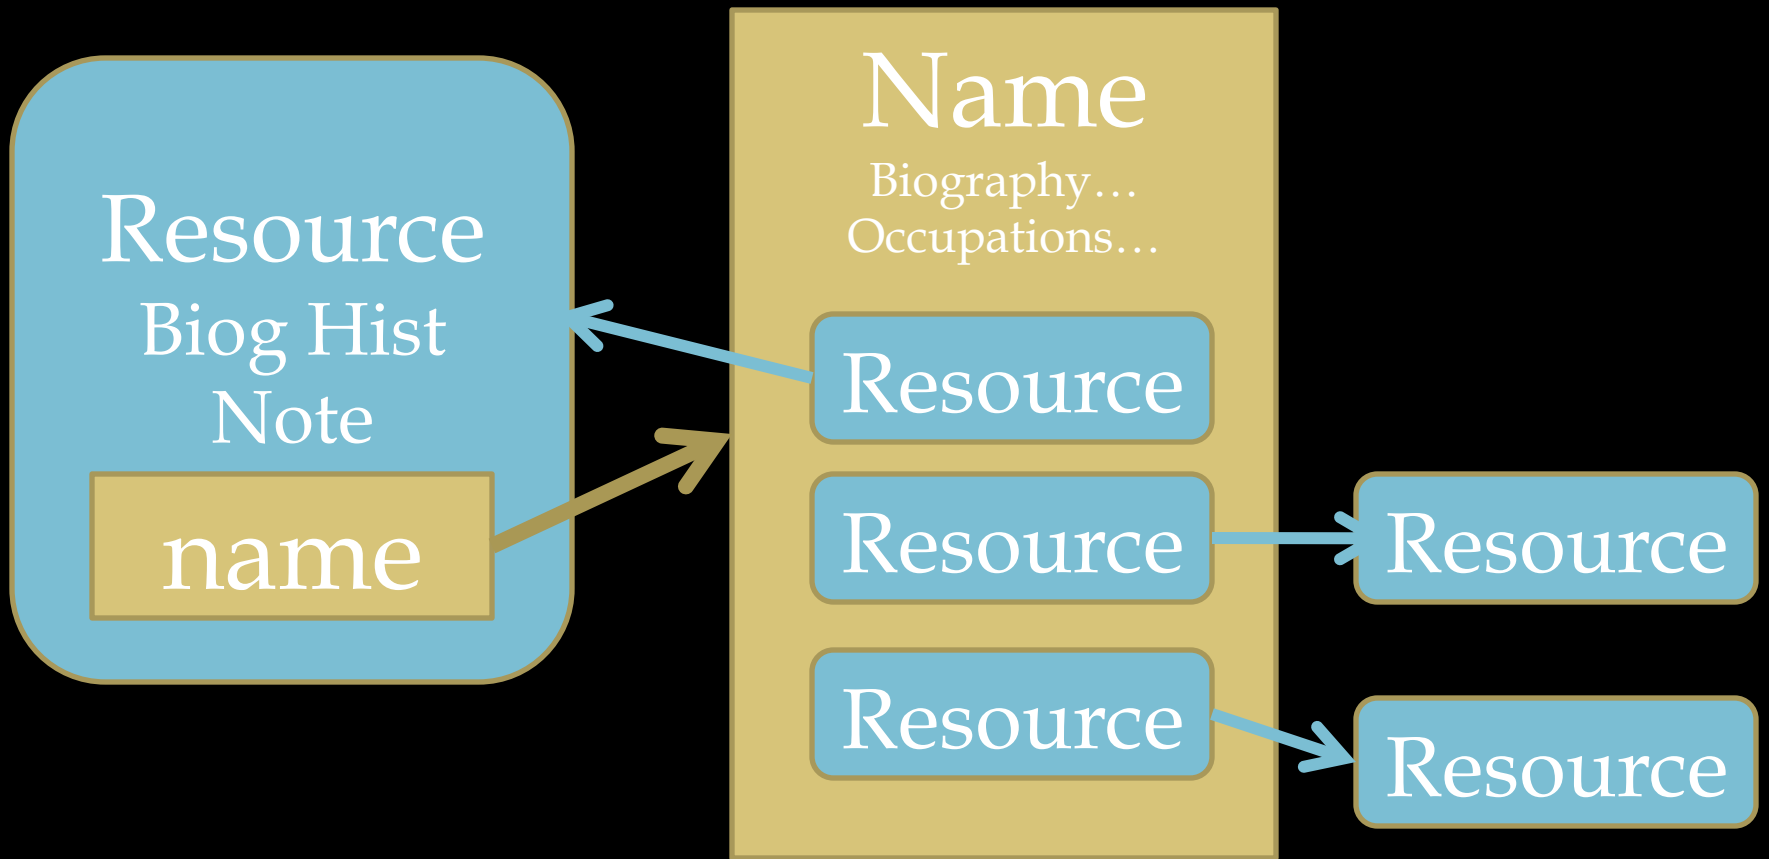 Resource
Biog Hist
Note
name
Name
Biography…
Occupations…
Resource
Resource
Resource
Resource
Resource